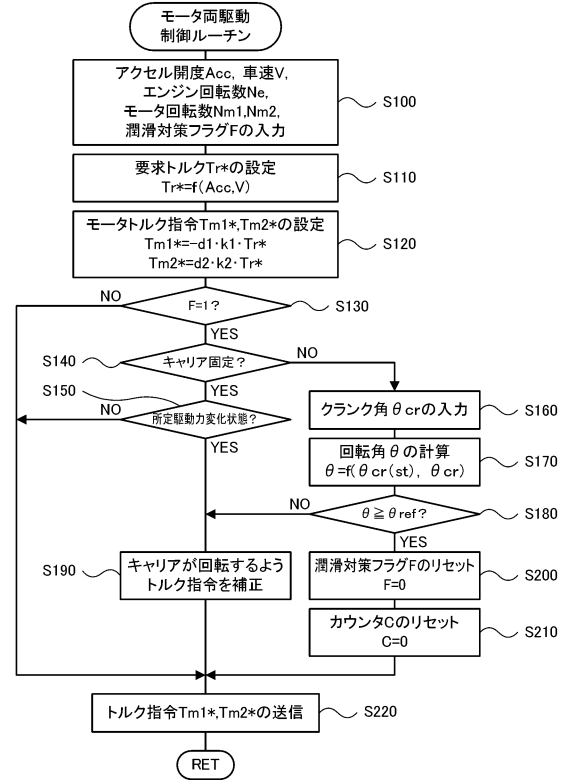 モータ両駆動
制御ルーチン
アクセル開度Acc, 車速V,
エンジン回転数Ne,
モータ回転数Nm1,Nm2,
潤滑対策フラグFの入力
S100
要求トルクTr*の設定
Tr*=f(Acc,V)
S110
モータトルク指令Tm1*,Tm2*の設定
Tm1*=-d1・k1・Tr*
Tm2*=d2・k2・Tr*
S120
NO
F=1?
S130
YES
S140
キャリア固定?
NO
YES
S150
NO
所定駆動力変化状態?
YES
クランク角θcrの入力
S160
回転角θの計算
θ=f(θcr(st), θcr)
S170
NO
θ≧θref?
S180
YES
S190
キャリアが回転するよう
トルク指令を補正
潤滑対策フラグFのリセット
F=0
S200
カウンタCのリセット
C=0
S210
トルク指令Tm1*,Tm2*の送信
S220
RET